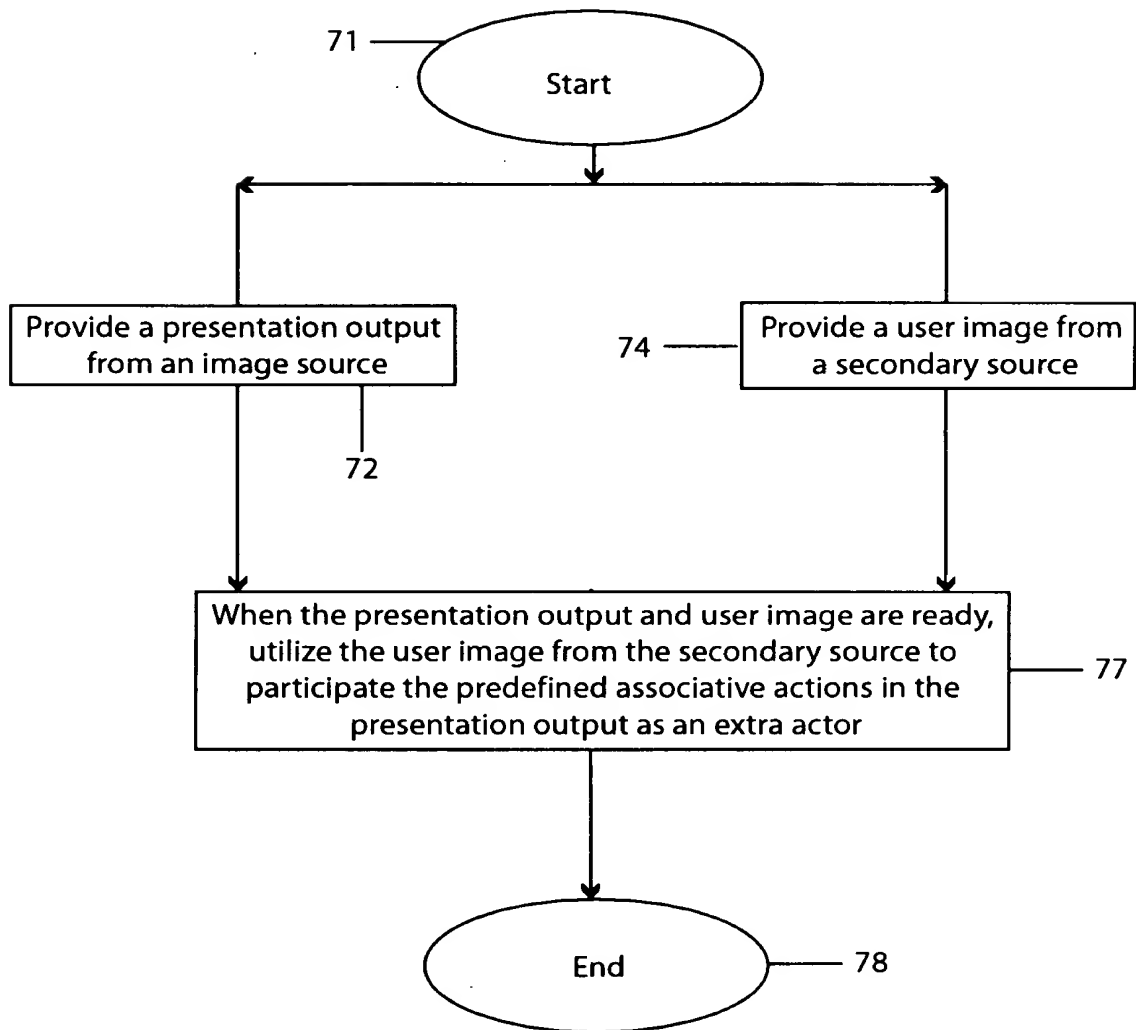 71
Start
Provide a presentation output
from an image source
72
74
Provide a user image from
a secondary source
When the presentation output and user image are ready,
utilize the user image from the secondary source to
participate the predefined associative actions in the
presentation output as an extra actor
77
End
78